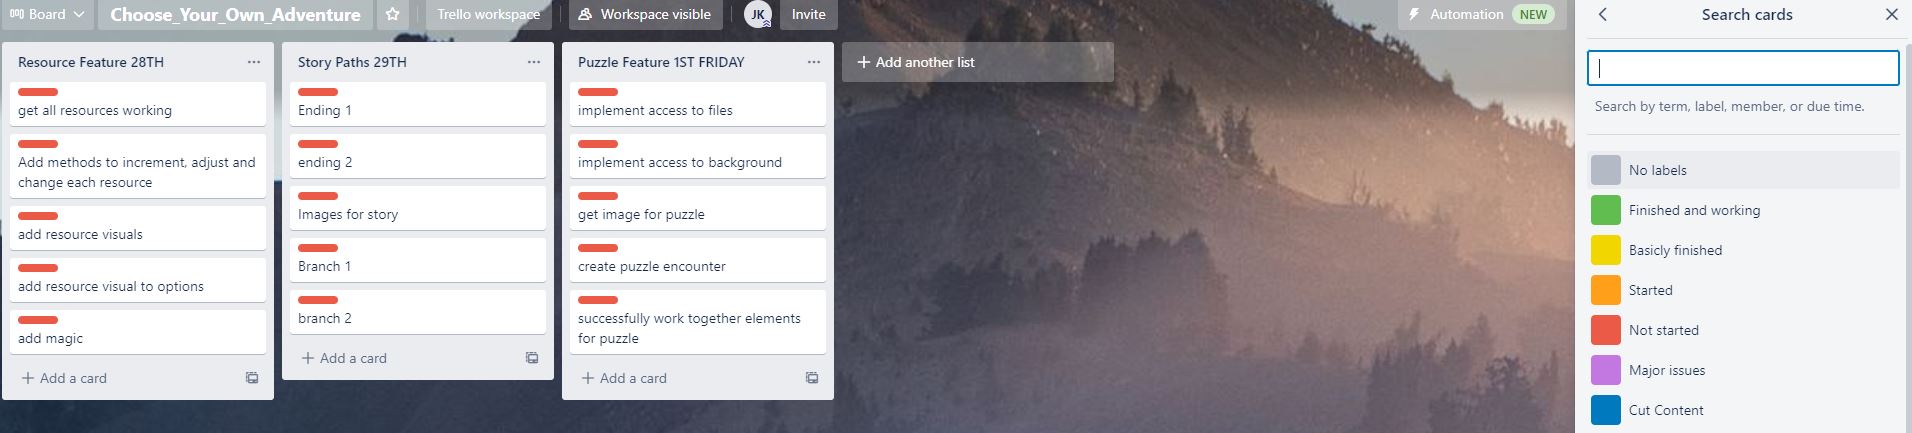 Board
Choose_Your_Own_Adventure
Trello workspace
Workspace visible
JK
Invite
Automation NEW
Resource Feature 28TH
get all resources working
Add methods to increment, adjust and
change each resource
add resource visuals
add resource visual to options
add magic
+ Add a card
Story Paths 29TH
Ending 1
ending 2
Images for story
Branch 1
branch 2
+ Add a card
Puzzle Feature 1ST FRIDAY
implement access to files
implement access to background
get image for puzzle
create puzzle encounter
successfully work together elements
for puzzle
+ Add a card
+ Add another list
Search cards
Search by term, label, member, or due time.
No labels
Finished and working
Basicly finished
Started
Not started
Major issues
Cut Content